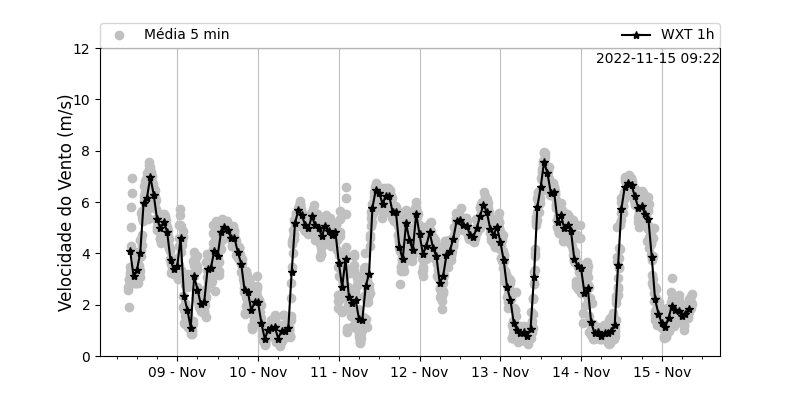 Média 5 min
WXT 1h
2022-11-15 09:22
Velocidade do Vento (m/s)
12
10
8
6
4
2
0
09 - Nov
10 - Nov
11 - Nov
12 - Nov
13 - Nov
14 - Nov
15 - Nov